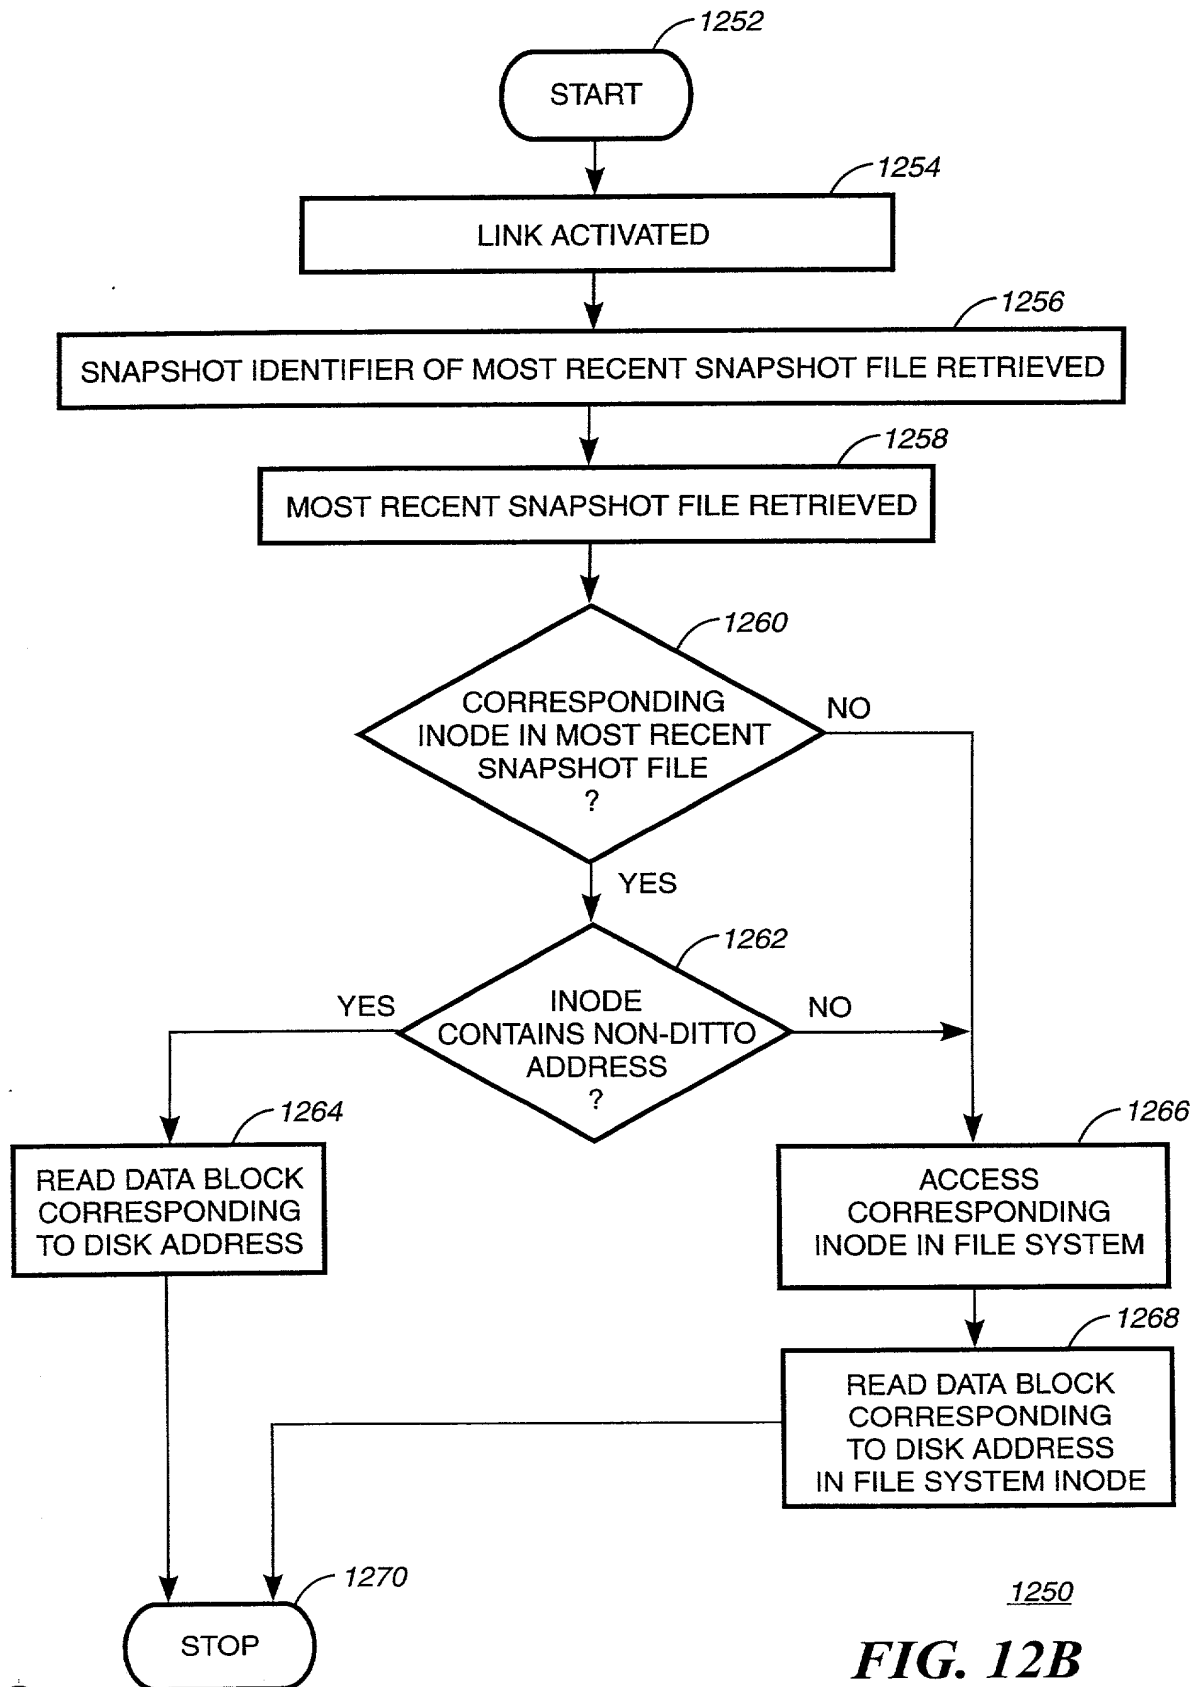 1252
START
1254
LINK ACTIVATED
1256
SNAPSHOT IDENTIFIER OF MOST RECENT SNAPSHOT FILE RETRIEVED
1258
MOST RECENT SNAPSHOT FILE RETRIEVED
1260
CORRESPONDING
INODE IN MOST RECENT
SNAPSHOT FILE
?
NO
YES
1262
INODE
CONTAINS NON-DITTO
ADDRESS
?
YES
NO
1264
READ DATA BLOCK
CORRESPONDING
TO DISK ADDRESS
1266
ACCESS
CORRESPONDING
INODE IN FILE SYSTEM
1268
READ DATA BLOCK
CORRESPONDING
TO DISK ADDRESS
IN FILE SYSTEM INODE
1270
STOP
1250
FIG. 12B